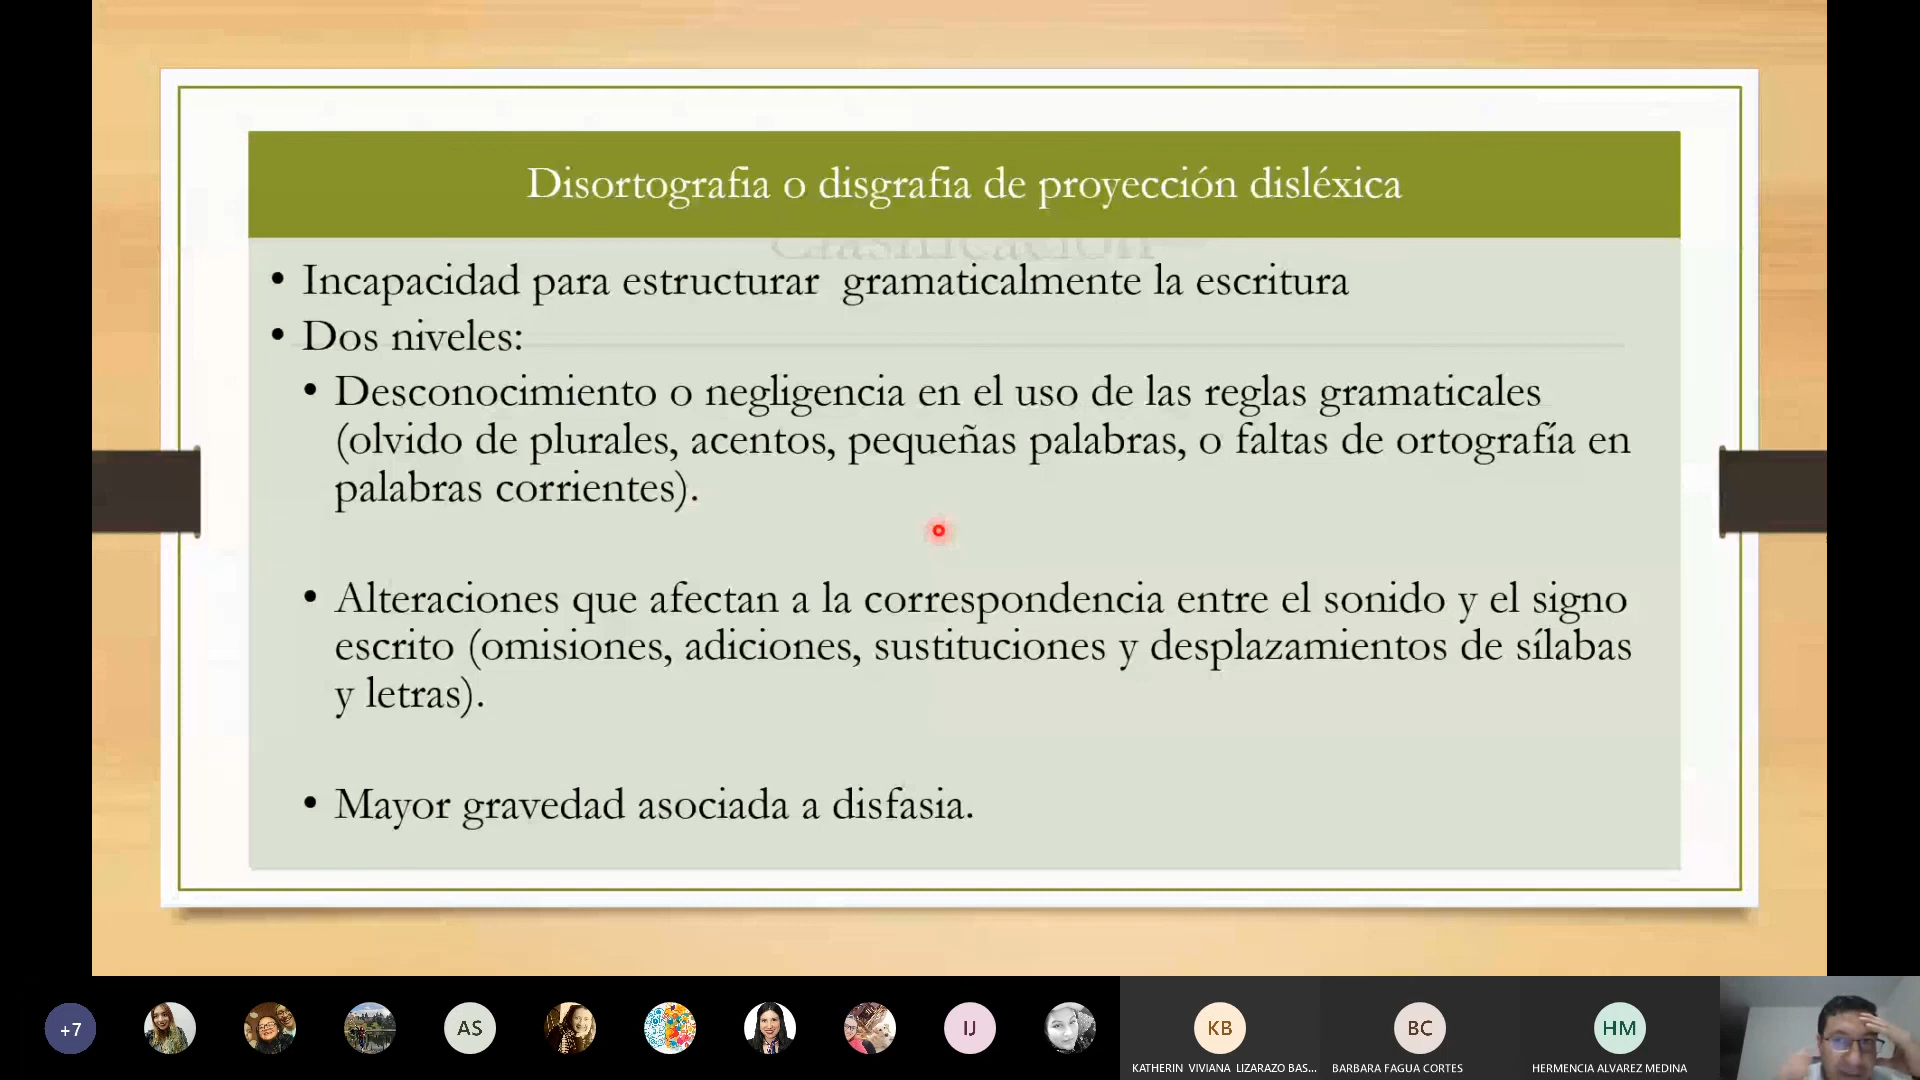 Disortografia o disgrafia de proyección disléxica
Clasificación
• Incapacidad para estructurar gramaticalmente la escritura
• Dos niveles:
• Desconocimiento o negligencia en el uso de las reglas gramaticales
(olvido de plurales, acentos, pequeñas palabras, o faltas de ortografía en
palabras corrientes).
• Alteraciones que afectan a la correspondencia entre el sonido y el signo
escrito (omisiones, adiciones, sustituciones y desplazamientos de sílabas
y letras).
• Mayor gravedad asociada a disfasia.
+7
AS
IJ
KB
BC
HM
KATHERIN VIVIANA LIZARAZO BAS...
BARBARA FAGUA CORTES
HERMENCIA ALVAREZ MEDINA